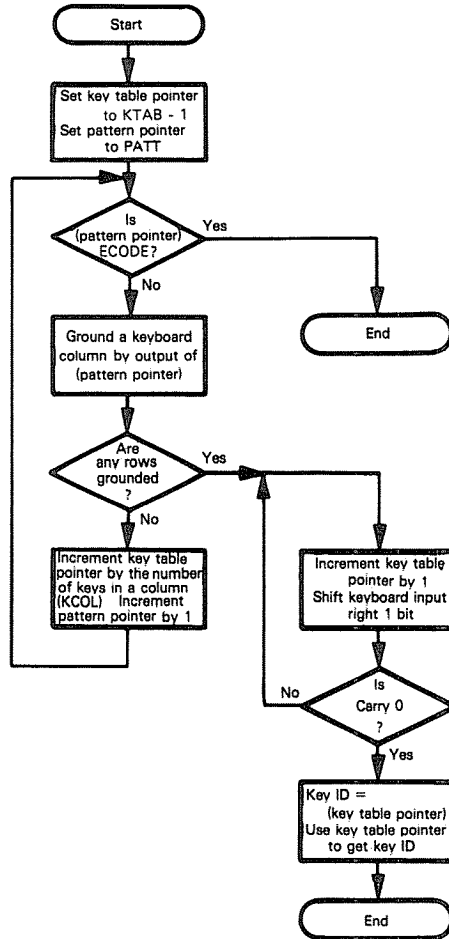 Start
Set key table pointer
to KTAB - 1
Set pattern pointer
to PATT
Is
(pattern pointer)
ECODE?
Yes
No
Ground a keyboard
column by output of
(pattern pointer)
End
Are
any rows
grounded
?
Yes
No
Increment key table
pointer by the number
of keys in a column
(KCOL) Increment
pattern pointer by 1
Increment key table
pointer by 1
Shift keyboard input
right 1 bit
Is
Carry 0
?
No
Yes
Key ID =
(key table pointer)
Use key table pointer
to get key ID
End